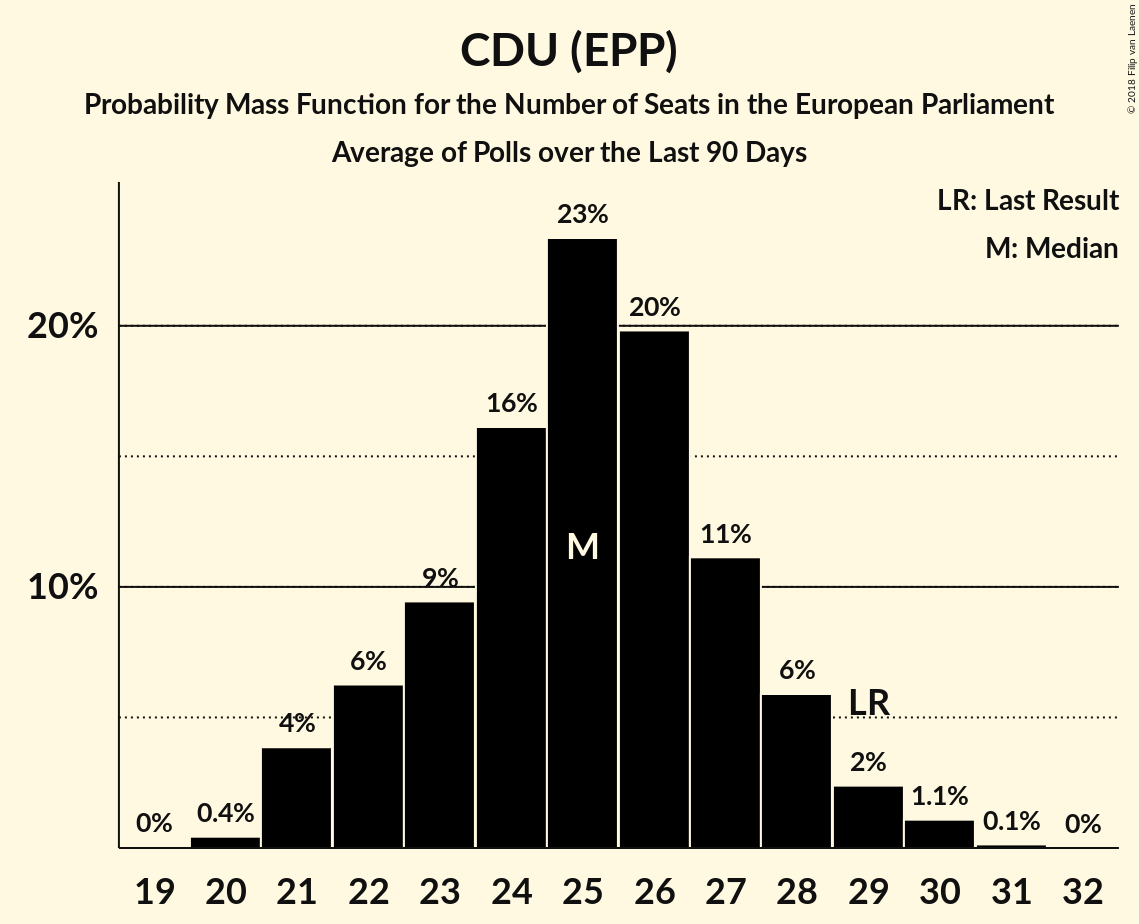 CDU (EPP)
Probability Mass Function for the Number of Seats in the European Parliament
Average of Polls over the Last 90 Days
© 2018 Filip van Laenen
LR: Last Result
M: Median
20%
10%
0%
0.4%
4%
6%
9%
16%
23%
20%
11%
6%
2%
1.1%
0.1%
0%
M
LR
19 20 21 22 23 24 25 26 27 28 29 30 31 32